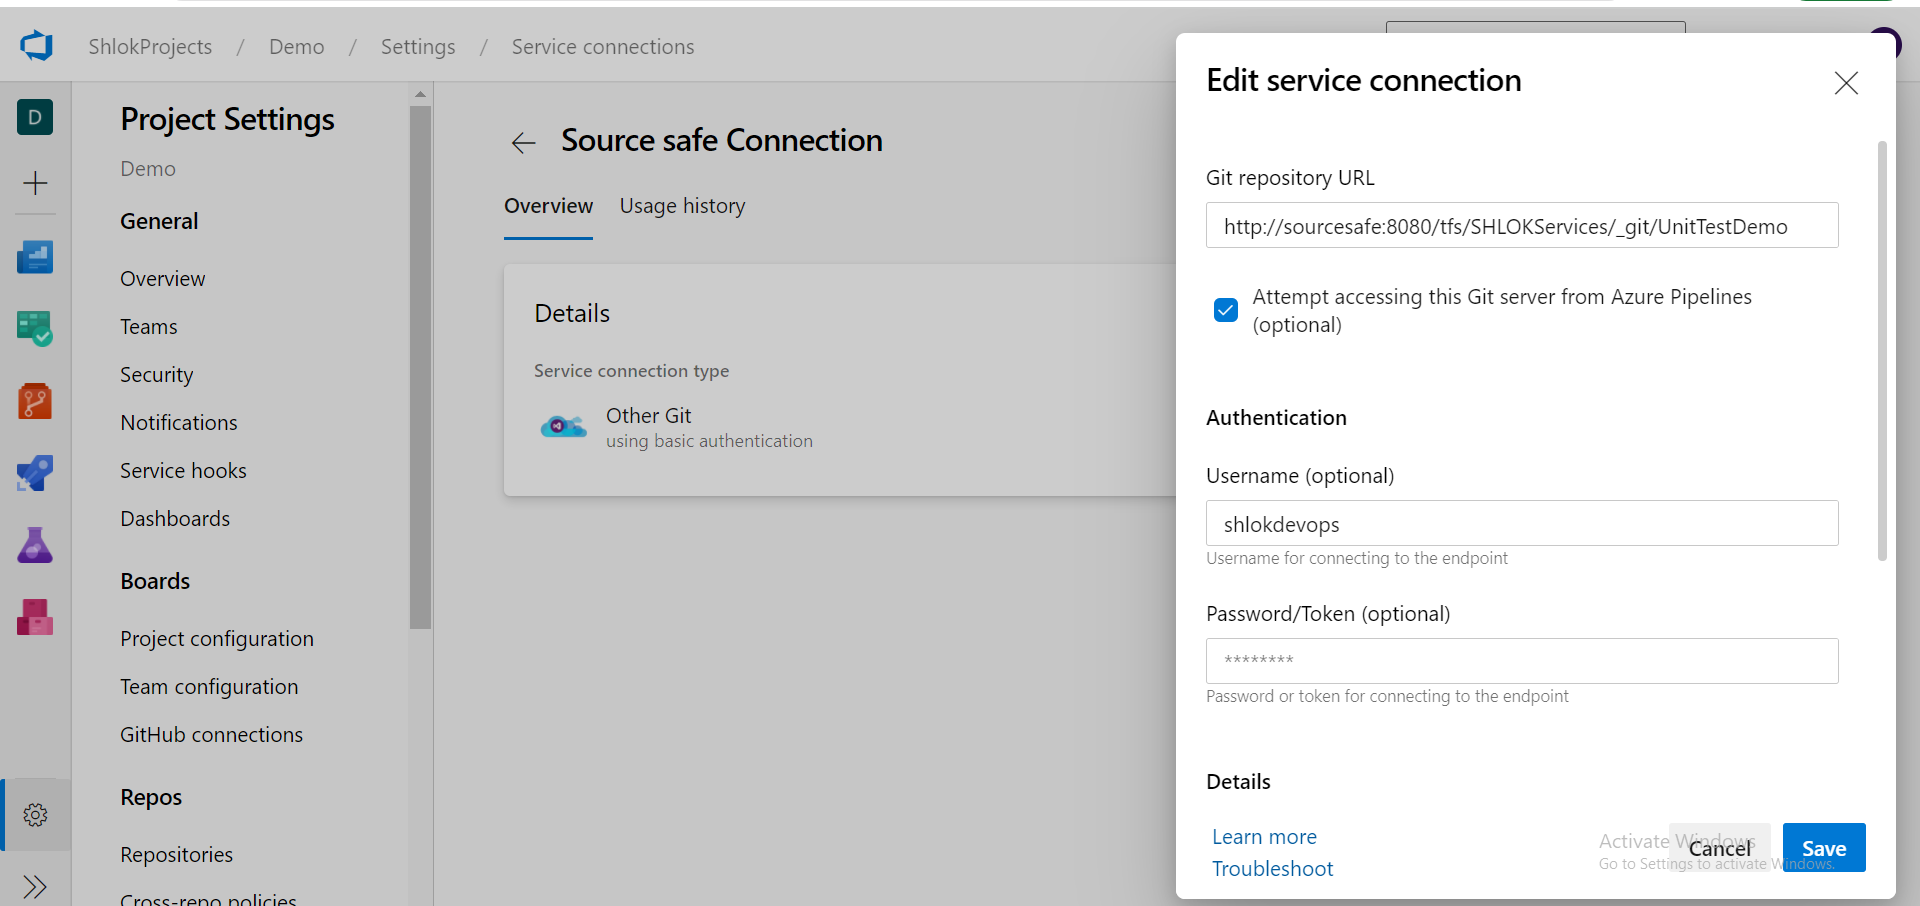 ShlokProjects / Demo / Settings / Service connections
D
Project Settings
Demo
General
Overview
Teams
Security
Notifications
Service hooks
Dashboards
Boards
Project configuration
Team configuration
GitHub connections
Repos
Repositories
Cross-repo policies
Source safe Connection
Overview Usage history
Details
Service connection type
Other Git
using basic authentication
Edit service connection
Git repository URL
http://sourcesafe:8080/tfs/SHLOKServices/_git/UnitTestDemo
Attempt accessing this Git server from Azure Pipelines
(optional)
Authentication
Username (optional)
shlokdevops
Username for connecting to the endpoint
Password/Token (optional)
********
Password or token for connecting to the endpoint
Details
Learn more
Troubleshoot
Cancel Save
Activate Windows
Go to Settings to activate Windows.